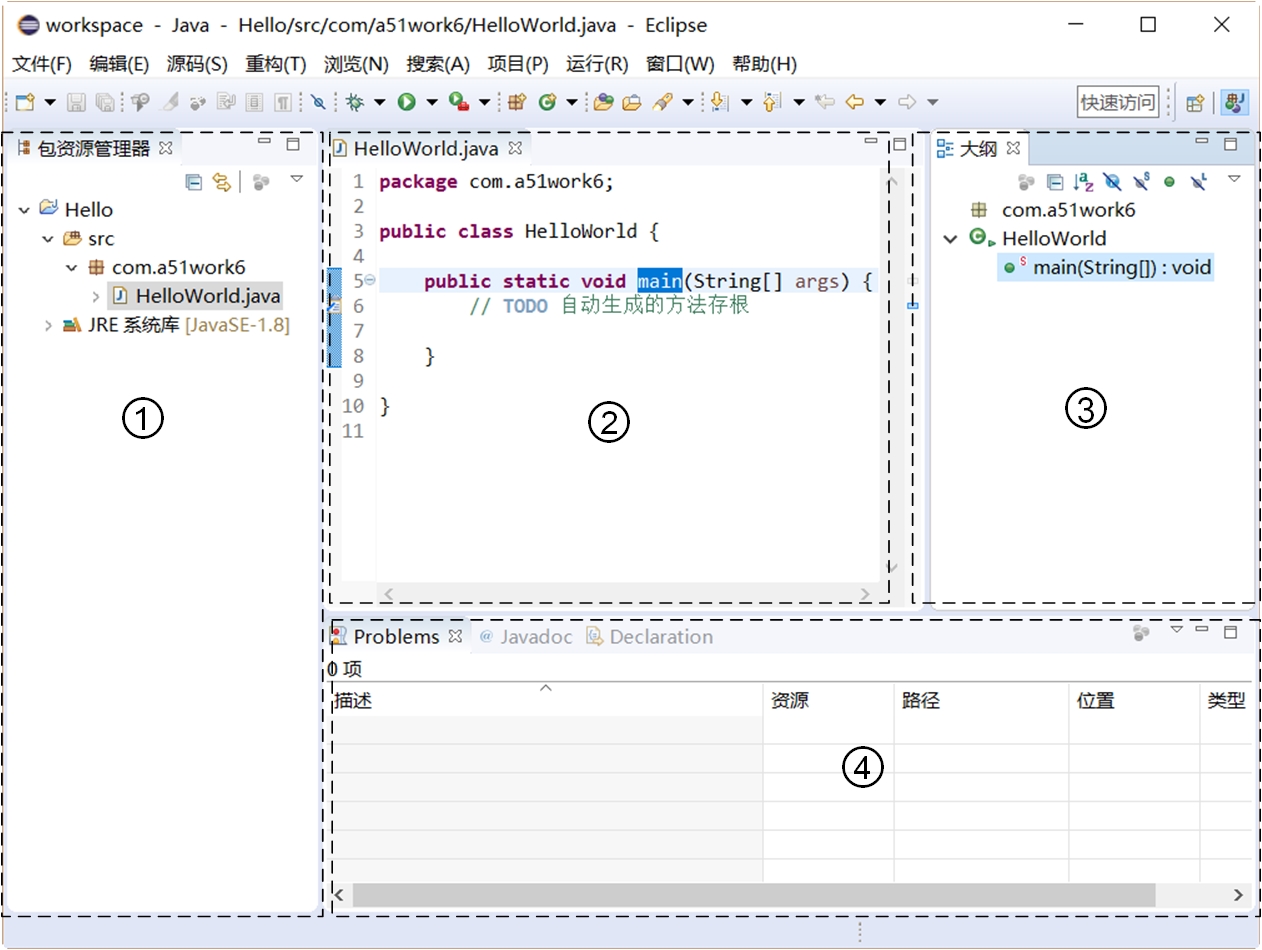 workspace - Java - Hello/src/com/a51work6/HelloWorld.java - Eclipse
文件(F) 编辑(E) 源码(S) 重构(T) 浏览(N) 搜索(A) 项目(P) 运行(R) 窗口(W) 帮助(H)
快速访问
包资源管理器
Hello
src
com.a51work6
HelloWorld.java
JRE 系统库 [JavaSE-1.8]
①
HelloWorld.java
1 package com.a51work6;
2
3 public class HelloWorld {
4
5 public static void main(String[] args) {
6 // TODO 自动生成的方法存根
7
8 }
9
10 }
11
②
大纲
com.a51work6
HelloWorld
main(String[]) : void
③
Problems @ Javadoc Declaration
0 项
描述 资源 路径 位置 类型
④